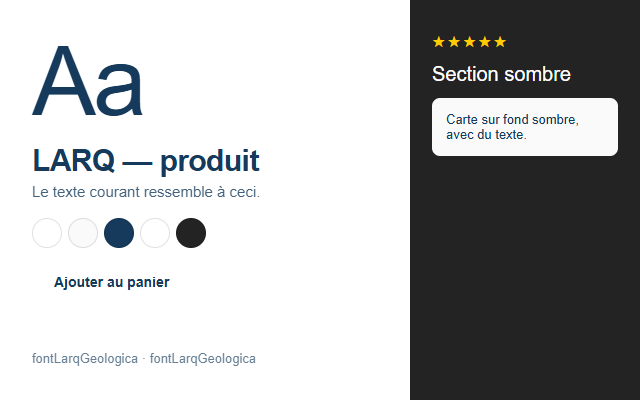 Aa
LARQ — produit
Le texte courant ressemble à ceci.
Ajouter au panier
fontLarqGeologica · fontLarqGeologica
★★★★★
Section sombre
Carte sur fond sombre,
avec du texte.